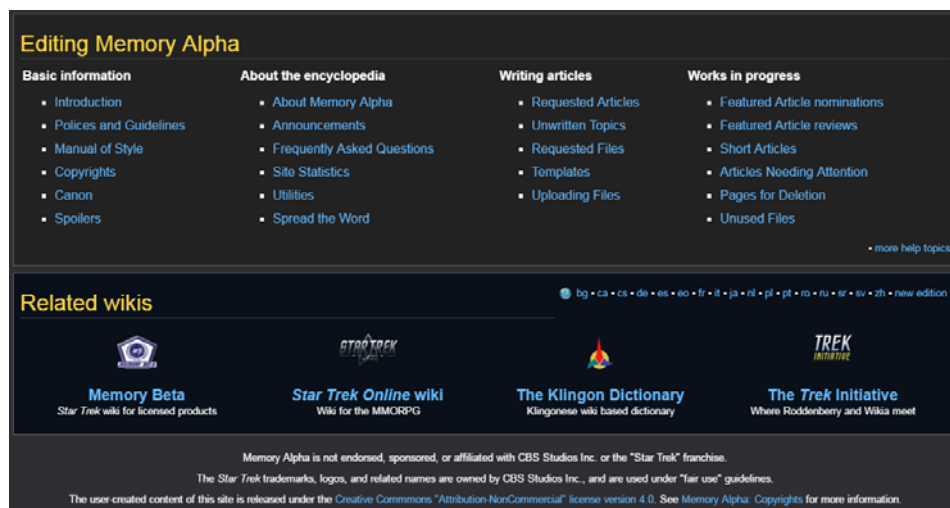 Editing Memory Alpha
Basic information
Introduction
Polices and Guidelines
Manual of Style
Copyrights
Canon
Spoilers
About the encyclopedia
About Memory Alpha
Announcements
Frequently Asked Questions
Site Statistics
Utilities
Spread the Word
Writing articles
Requested Articles
Unwritten Topics
Requested Files
Templates
Uploading Files
Works in progress
Featured Article nominations
Featured Article reviews
Short Articles
Articles Needing Attention
Pages for Deletion
Unused Files
• more help topics
Related wikis
bg • ca • cs • de • es • eo • fr • it • ja • nl • pl • pt • ro • ru • sr • sv • zh • new edition
Memory Beta
Star Trek wiki for licensed products
STAR TREK
Star Trek Online wiki
Wiki for the MMORPG
The Klingon Dictionary
Klingonese wiki based dictionary
TREK
INITIATIVE
The Trek Initiative
Where Roddenberry and Wikia meet
Memory Alpha is not endorsed, sponsored, or affiliated with CBS Studios Inc. or the "Star Trek" franchise.
The Star Trek trademarks, logos, and related names are owned by CBS Studios Inc., and are used under "fair use" guidelines.
The user-created content of this site is released under the Creative Commmons "Attribution-NonCommercial" license version 4.0. See Memory Alpha: Copyrights for more information.